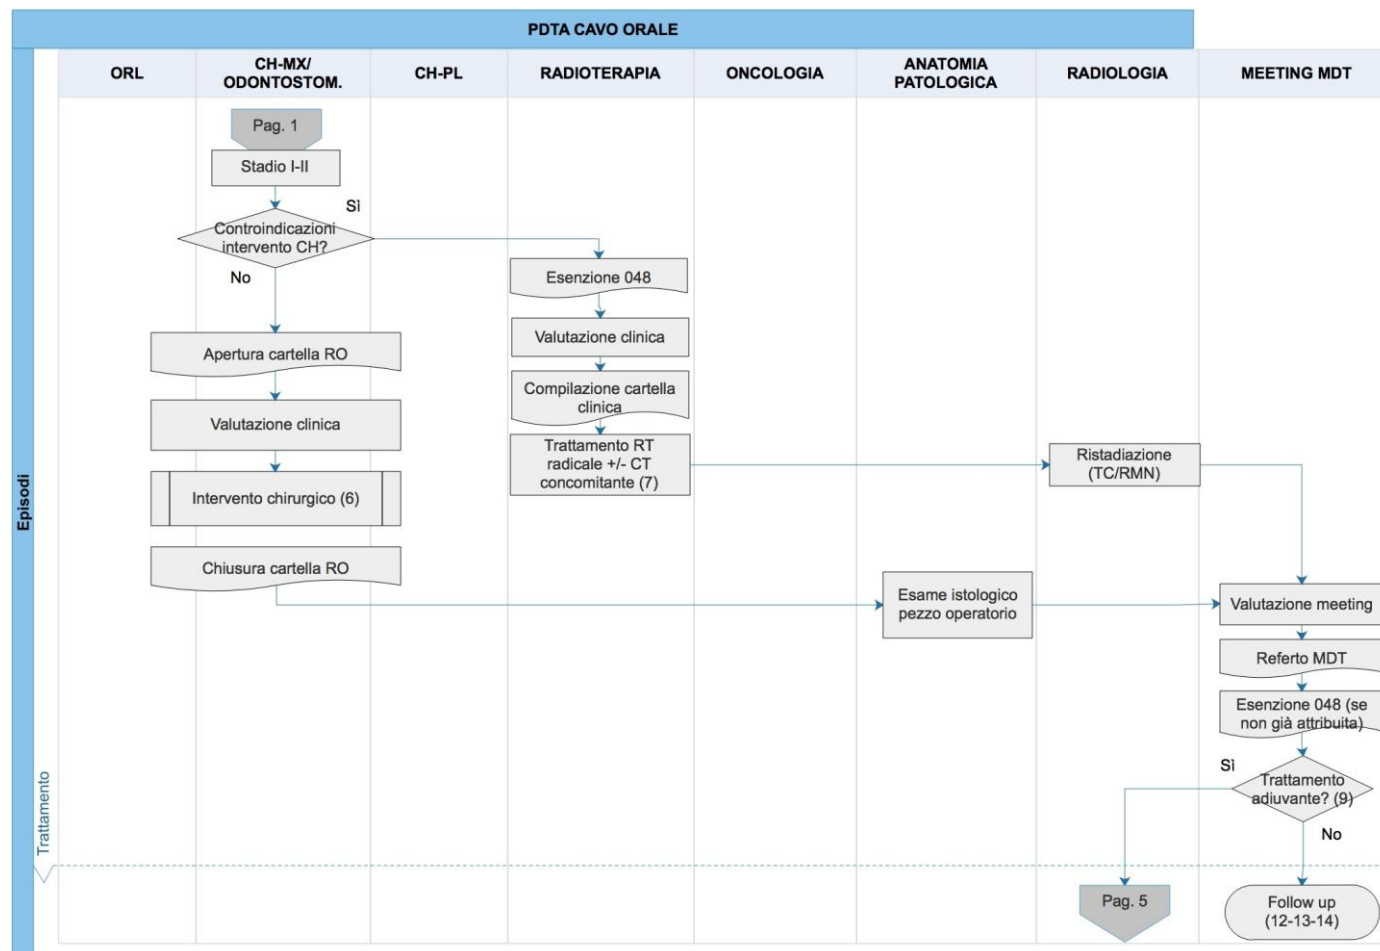 PDTA CAVO ORALE
ORL
CH-MX/
ODONTOSTOM.
CH-PL
RADIOTERAPIA
ONCOLOGIA
ANATOMIA
PATOLOGICA
RADIOLOGIA
MEETING MDT
Episodi
Trattamento
Pag. 1
Stadio I-II
Sì
Controindicazioni
intervento CH?
No
Esenzione 048
Valutazione clinica
Apertura cartella RO
Compilazione cartella
clinica
Valutazione clinica
Trattamento RT
radicale +/- CT
concomitante (7)
Ristadiazione
(TC/RMN)
Intervento chirurgico (6)
Chiusura cartella RO
Esame istologico
pezzo operatorio
Valutazione meeting
Referto MDT
Esenzione 048 (se
non già attribuita)
Sì
Trattamento
adiuvante? (9)
No
Pag. 5
Follow up
(12-13-14)